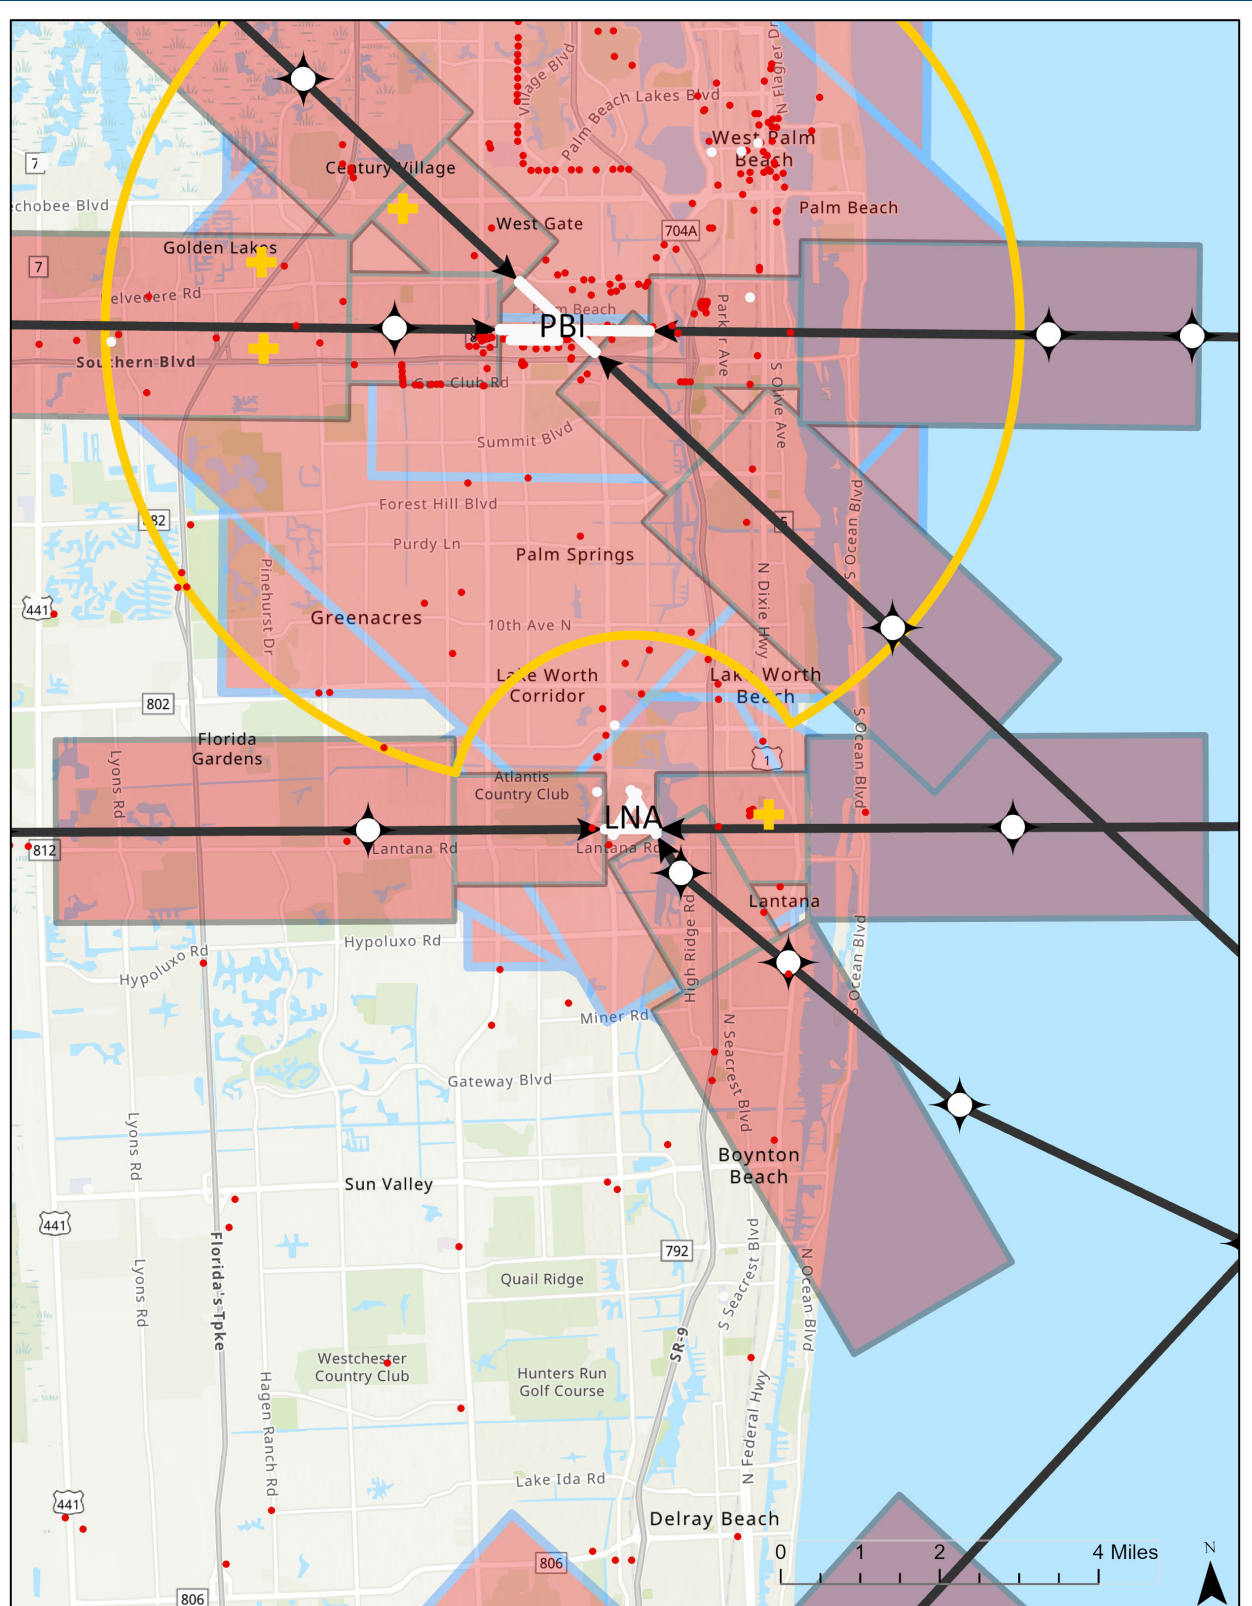 Village Blvd
Palm Beach Lakes Blvd
N Flagler Dr
West Palm
Beach
7
Century Village
echobee Blvd
Palm Beach
West Gate
704A
Golden Lakes
7
Belvedere Rd
Palm Beach
PBI
Parker Ave
Southern Blvd
Gun Club Rd
S Olive Ave
Summit Blvd
Forest Hill Blvd
882
5
S Ocean Blvd
Purdy Ln
Palm Springs
Pinehurst Dr
441
Greenacres
10th Ave N
N Dixie Hwy
Lake Worth
Corridor
Lake Worth
Beach
802
Florida
Gardens
S Ocean Blvd
1
Lyons Rd
Atlantis
Country Club
LNA
812
Lantana Rd
Lantana Rd
Lantana
High Ridge Rd
Hypoluxo Rd
Hypoluxo Rd
S Ocean Blvd
Miner Rd
N Seacrest Blvd
Gateway Blvd
Lyons Rd
Boynton
Beach
Sun Valley
441
792
Florida's Tpke
Lyons Rd
Quail Ridge
S Seacrest Blvd
N Ocean Blvd
SR-9
Westchester
Country Club
Hunters Run
Golf Course
Hagen Ranch Rd
N Federal Hwy
Lake Ida Rd
441
Delray Beach
806
0 1 2 4 Miles
N
806